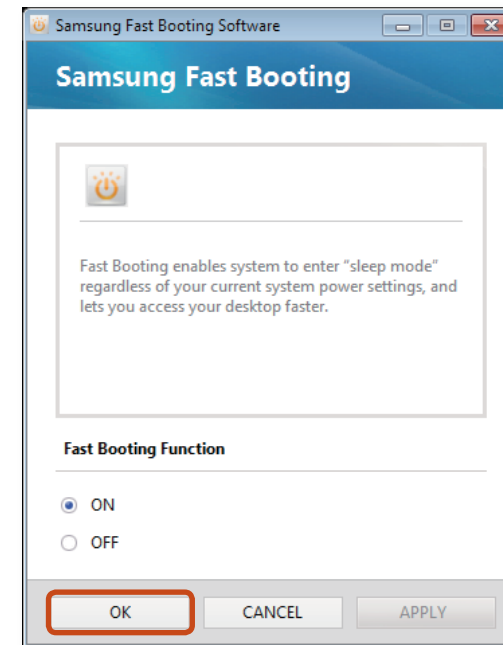 Samsung Fast Booting Software
Samsung Fast Booting
Fast Booting enables system to enter “sleep mode”
regardless of your current system power settings, and
lets you access your desktop faster.
Fast Booting Function
ON
OFF
OK CANCEL APPLY